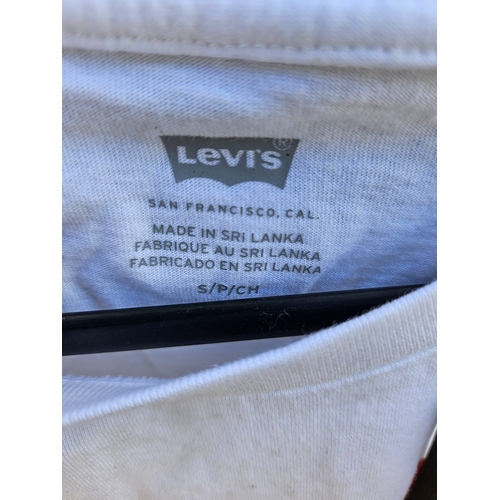 Levi's®
SAN FRANCISCO, CAL.
MADE IN SRI LANKA
FABRIQUE AU SRI LANKA
FABRICADO EN SRI LANKA
S/P/CH